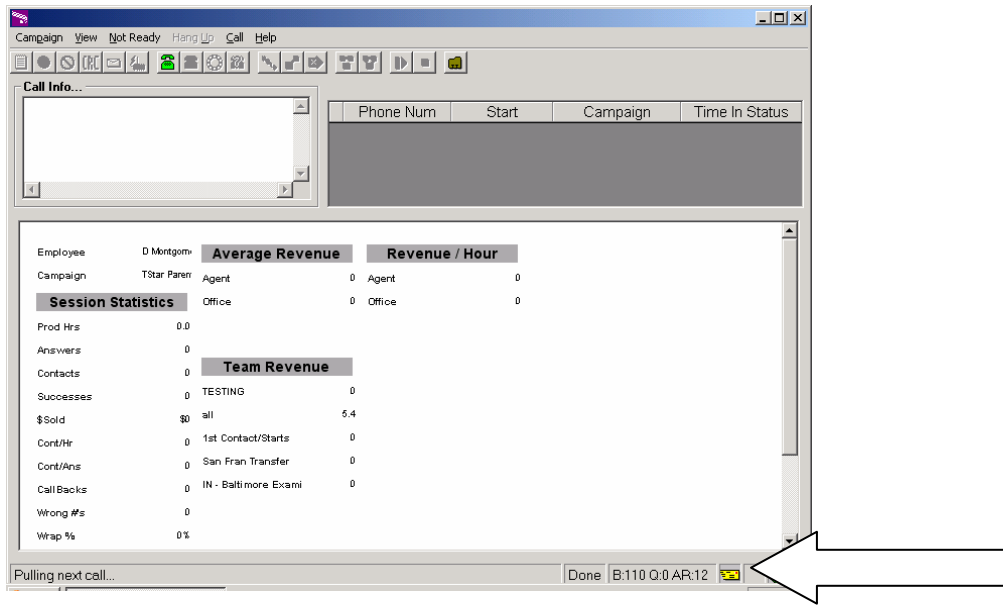 Campaign View Not Ready Hang Up Call Help
Call Info...
Phone Num Start Campaign Time In Status
Employee D Montgom
Campaign TStar Paren
Session Statistics
Prod Hrs 0.0
Answers 0
Contacts 0
Successes 0
$Sold $0
Cont/Hr 0
Cont/Ans 0
CallBacks 0
Wrong #'s 0
Wrap % 0%
Average Revenue
Agent 0
Office 0
Team Revenue
TESTING 0
all 5.4
1st Contact/Starts 0
San Fran Transfer 0
IN - Baltimore Exami 0
Revenue / Hour
Agent 0
Office 0
Pulling next call... Done B:110 Q:0 AR:12